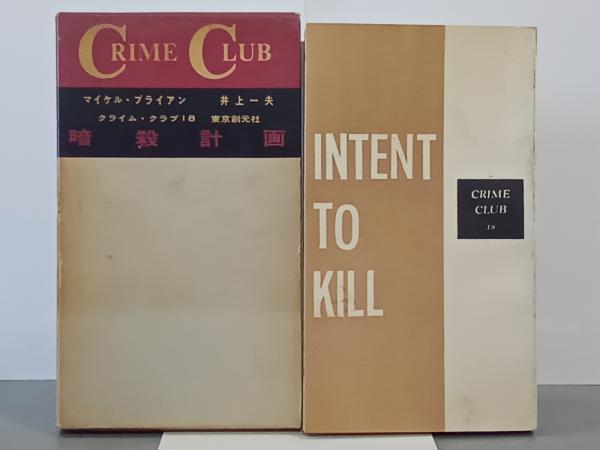 CRIME CLUB
マイケル・ブライアン 井上一夫
クライム・クラブ18 東京創元社
暗殺計画
INTENT
TO
KILL
CRIME
CLUB
18